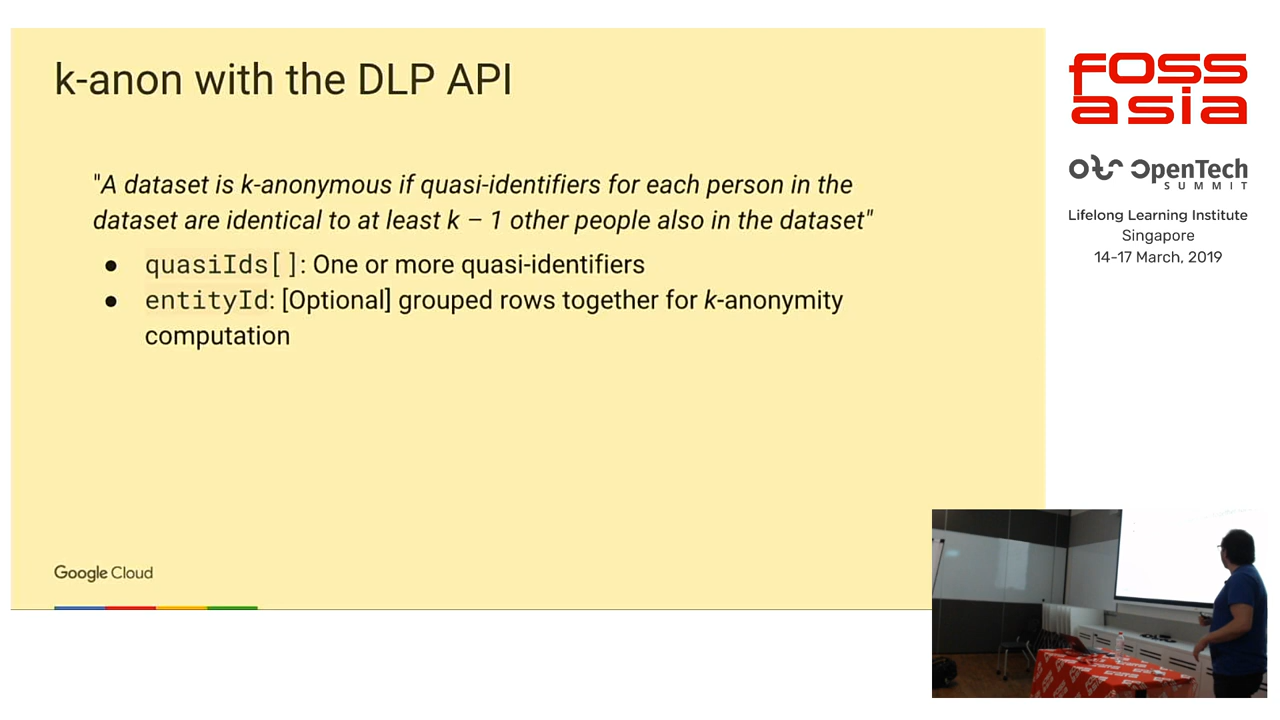 k-anon with the DLP API
"A dataset is k-anonymous if quasi-identifiers for each person in the
dataset are identical to at least k – 1 other people also in the dataset"
● quasiIds[]: One or more quasi-identifiers
● entityId: [Optional] grouped rows together for k-anonymity
computation
Google Cloud
FOSS
asia
OpenTech
SUMMIT
Lifelong Learning Institute
Singapore
14-17 March, 2019